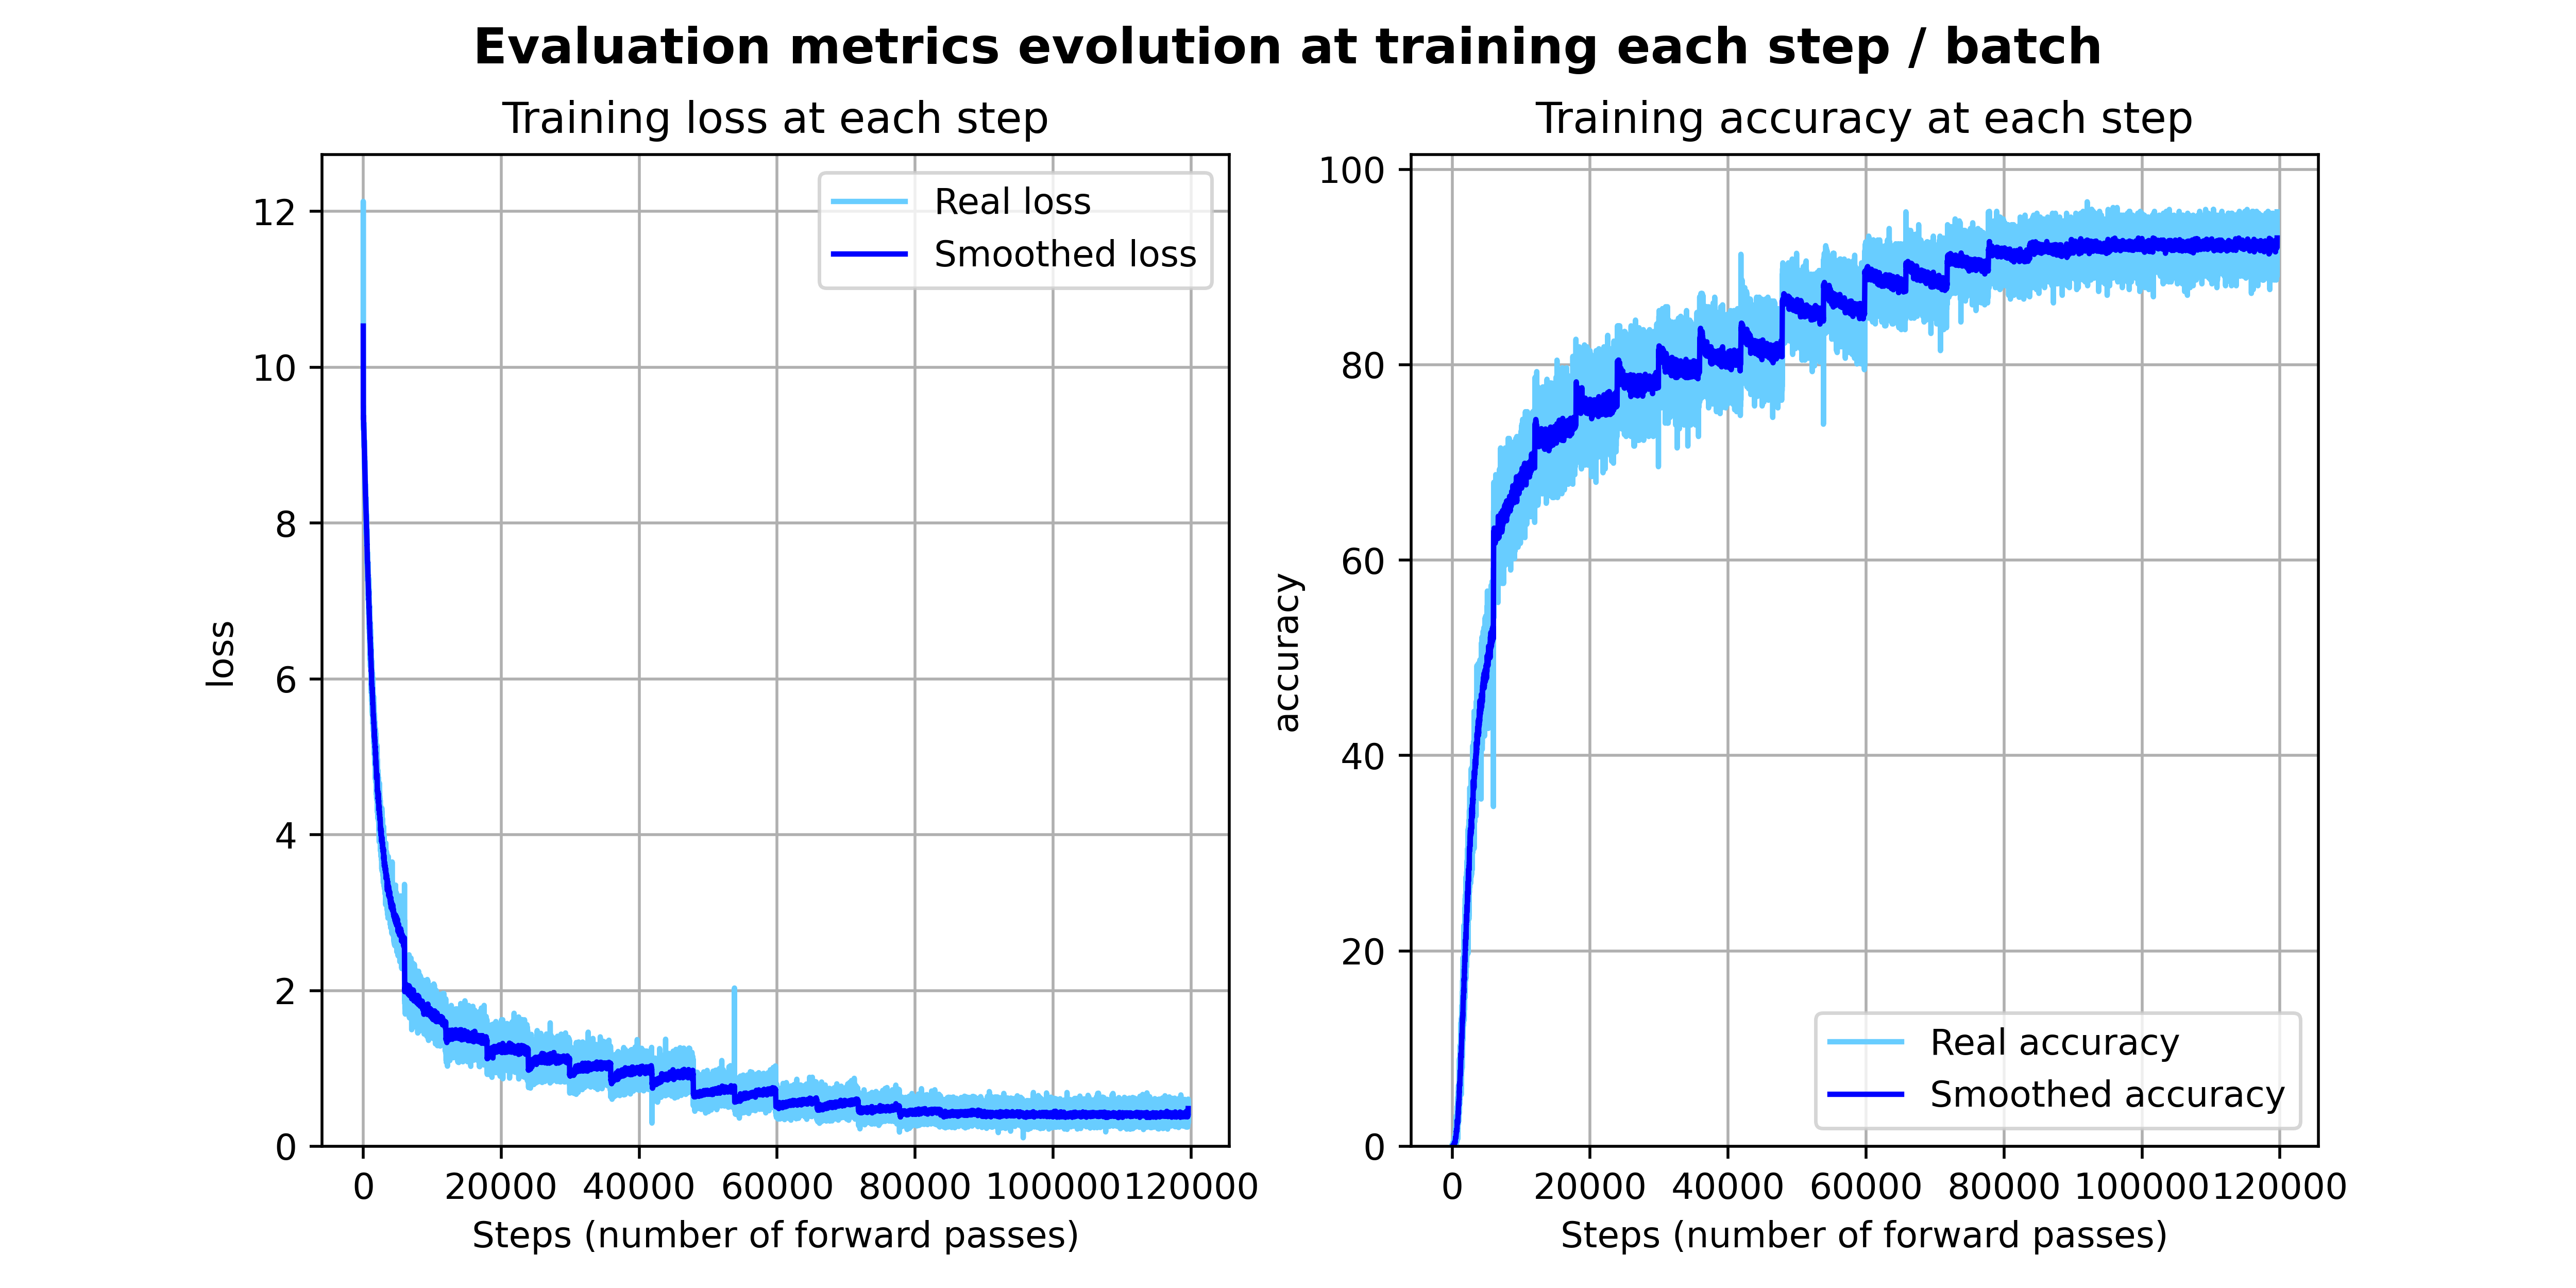 Evaluation metrics evolution at training each step / batch
Training loss at each step
12
10
8
6
4
2
0
loss
Real loss
Smoothed loss
0 20000 40000 60000 80000 100000 120000
Steps (number of forward passes)
Training accuracy at each step
100
80
60
40
20
0
accuracy
Real accuracy
Smoothed accuracy
0 20000 40000 60000 80000 100000 120000
Steps (number of forward passes)